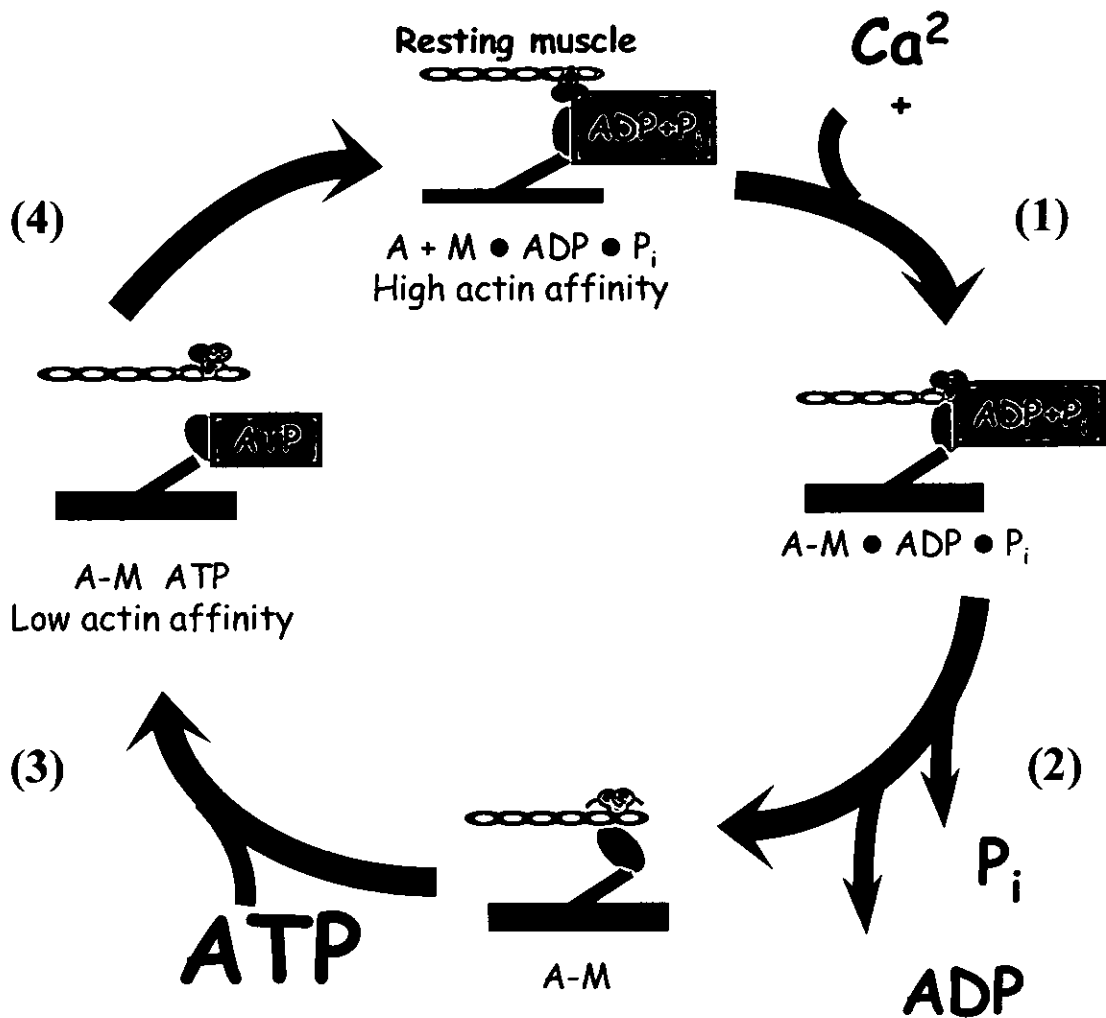 Resting muscle
Ca²
+
ADP+Pᵢ
(4)
(1)
A + M ● ADP ● Pᵢ
High actin affinity
ADP+Pᵢ
ATP
A-M ● ADP ● Pᵢ
A-M ATP
Low actin affinity
(3)
(2)
Pᵢ
ATP
A-M
ADP